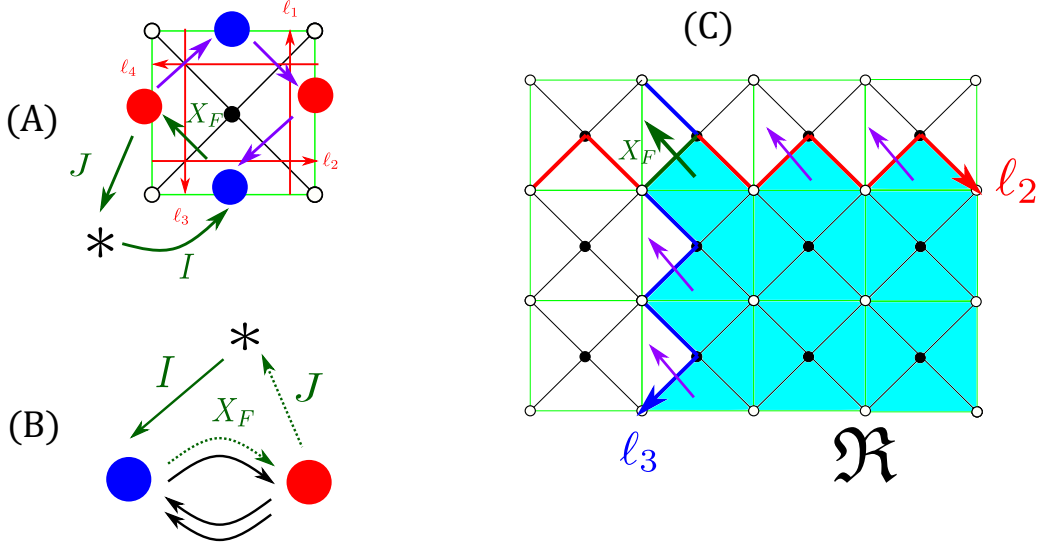 (A)
ℓ₁
ℓ₄
X_F
ℓ₂
J
ℓ₃
*
I
(B)
*
I
J
X_F
(C)
X_F
ℓ₂
ℓ₃
ℜ